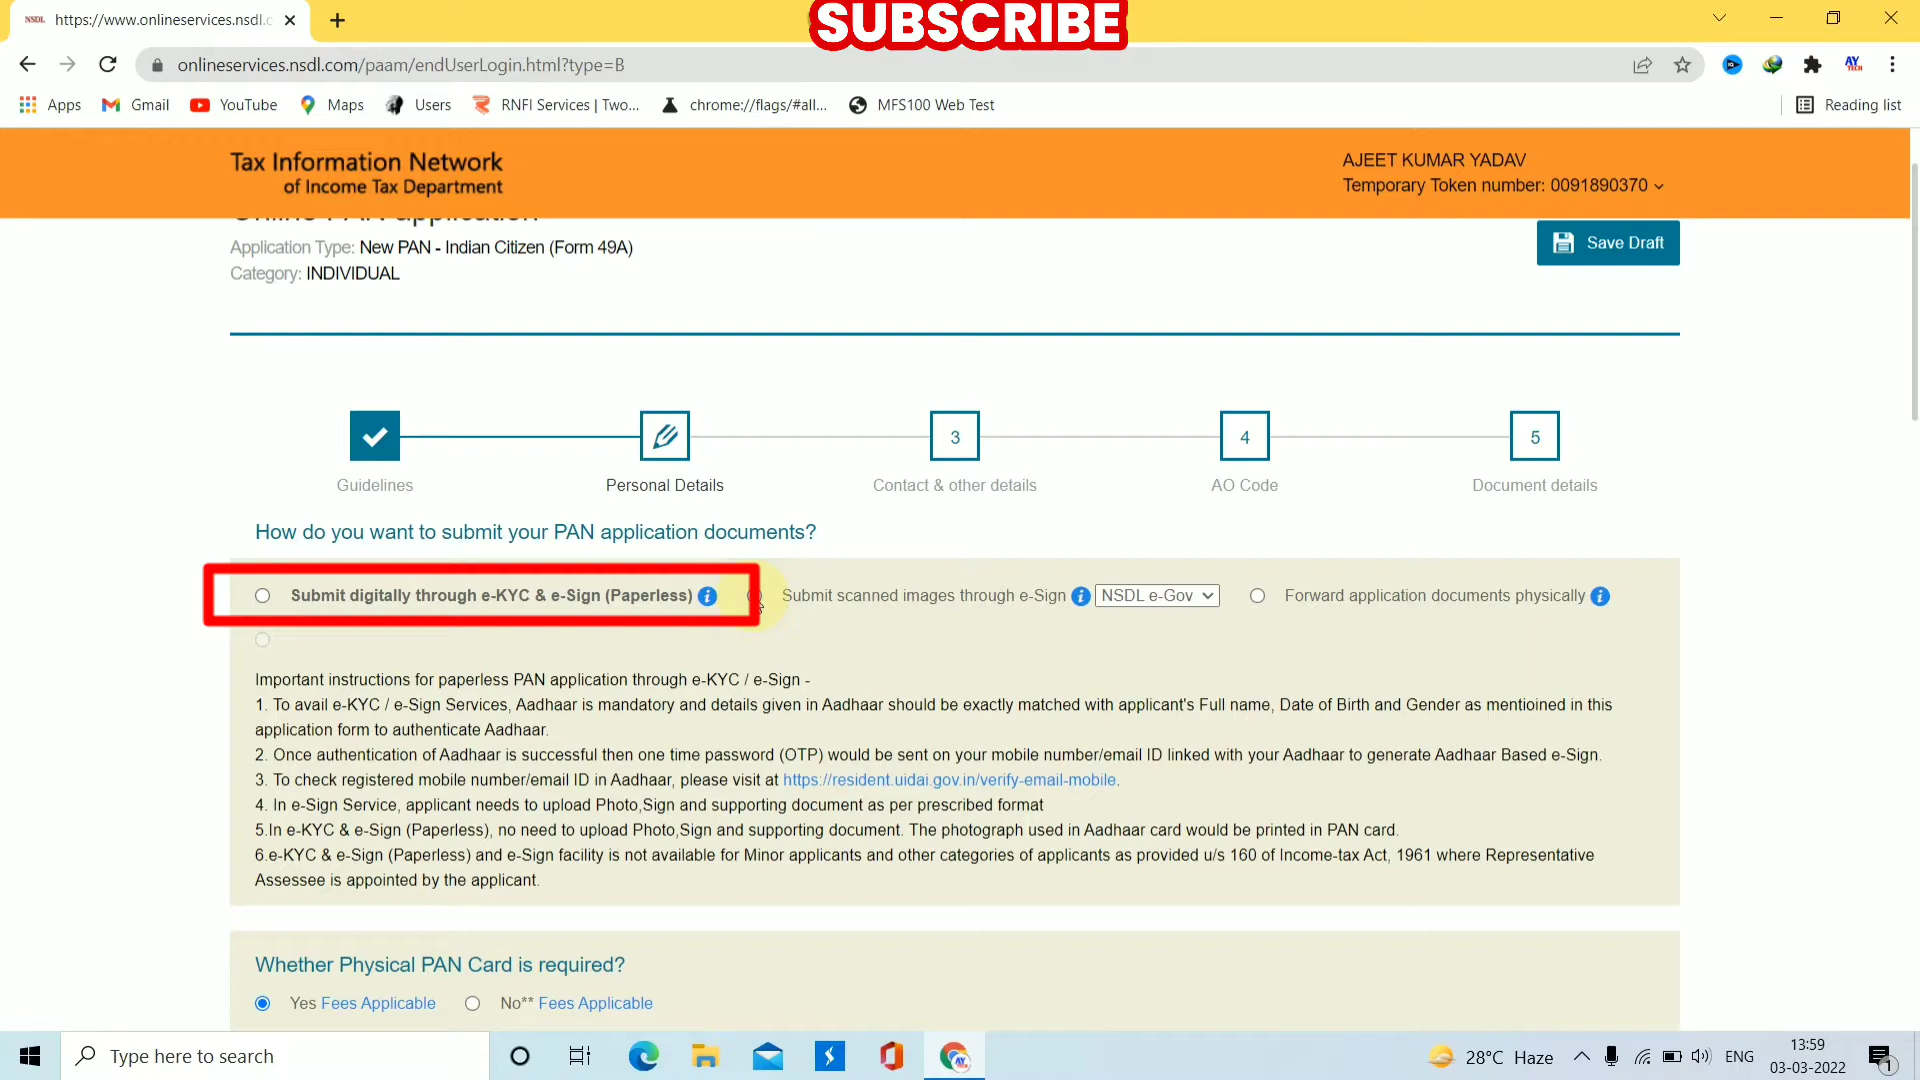 SUBSCRIBE
NSDL https://www.onlineservices.nsdl.c
onlineservices.nsdl.com/paam/endUserLogin.html?type=B
AY TECH
Apps Gmail YouTube Maps Users RNFI Services | Two... chrome://flags/#all... MFS100 Web Test Reading list
Tax Information Network
of Income Tax Department
AJEET KUMAR YADAV
Temporary Token number: 0091890370
Online PAN application
Application Type: New PAN - Indian Citizen (Form 49A)
Category: INDIVIDUAL
Save Draft
3 4 5
Guidelines Personal Details Contact & other details AO Code Document details
How do you want to submit your PAN application documents?
Submit digitally through e-KYC & e-Sign (Paperless) Submit scanned images through e-Sign NSDL e-Gov Forward application documents physically
Important instructions for paperless PAN application through e-KYC / e-Sign -
1. To avail e-KYC / e-Sign Services, Aadhaar is mandatory and details given in Aadhaar should be exactly matched with applicant's Full name, Date of Birth and Gender as mentioined in this
application form to authenticate Aadhaar.
2. Once authentication of Aadhaar is successful then one time password (OTP) would be sent on your mobile number/email ID linked with your Aadhaar to generate Aadhaar Based e-Sign.
3. To check registered mobile number/email ID in Aadhaar, please visit at https://resident.uidai.gov.in/verify-email-mobile.
4. In e-Sign Service, applicant needs to upload Photo,Sign and supporting document as per prescribed format
5.In e-KYC & e-Sign (Paperless), no need to upload Photo,Sign and supporting document. The photograph used in Aadhaar card would be printed in PAN card.
6.e-KYC & e-Sign (Paperless) and e-Sign facility is not available for Minor applicants and other categories of applicants as provided u/s 160 of Income-tax Act, 1961 where Representative
Assessee is appointed by the applicant.
Whether Physical PAN Card is required?
Yes Fees Applicable No** Fees Applicable
Type here to search
28°C Haze ENG
13:59
03-03-2022
1